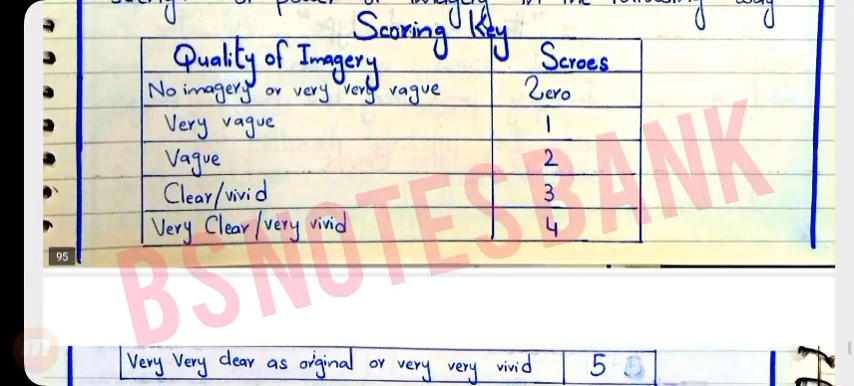 Scoring Key
Quality of Imagery Scroes
No imagery or very very vague Zero
Very vague 1
Vague 2
Clear/vivid 3
Very Clear/very vivid 4
95
BSNOTESBANK
Very Very clear as orginal or very very vivid 5